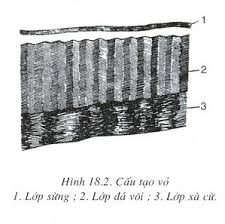 1
2
3
Hình 18.2. Cấu tạo vỏ
1. Lớp sừng ; 2. Lớp đá vôi ; 3. Lớp xà cừ.